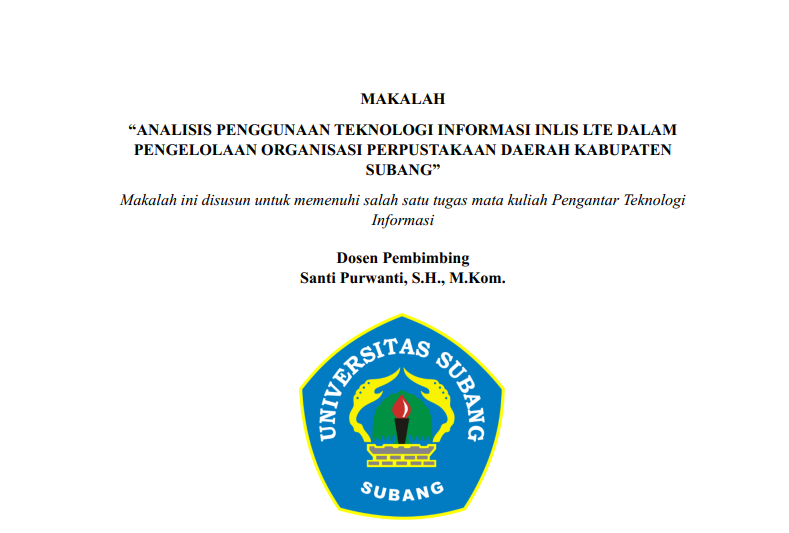 MAKALAH
“ANALISIS PENGGUNAAN TEKNOLOGI INFORMASI INLIS LTE DALAM
PENGELOLAAN ORGANISASI PERPUSTAKAAN DAERAH KABUPATEN
SUBANG”
Makalah ini disusun untuk memenuhi salah satu tugas mata kuliah Pengantar Teknologi
Informasi
Dosen Pembimbing
Santi Purwanti, S.H., M.Kom.
UNIVERSITAS SUBANG
SUBANG